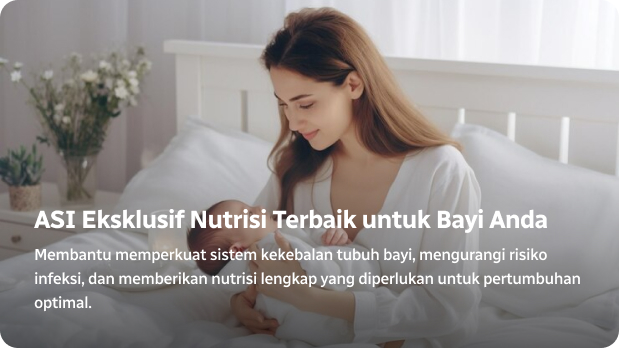 ASI Eksklusif Nutrisi Terbaik untuk Bayi Anda
Membantu memperkuat sistem kekebalan tubuh bayi, mengurangi risiko
infeksi, dan memberikan nutrisi lengkap yang diperlukan untuk pertumbuhan
optimal.